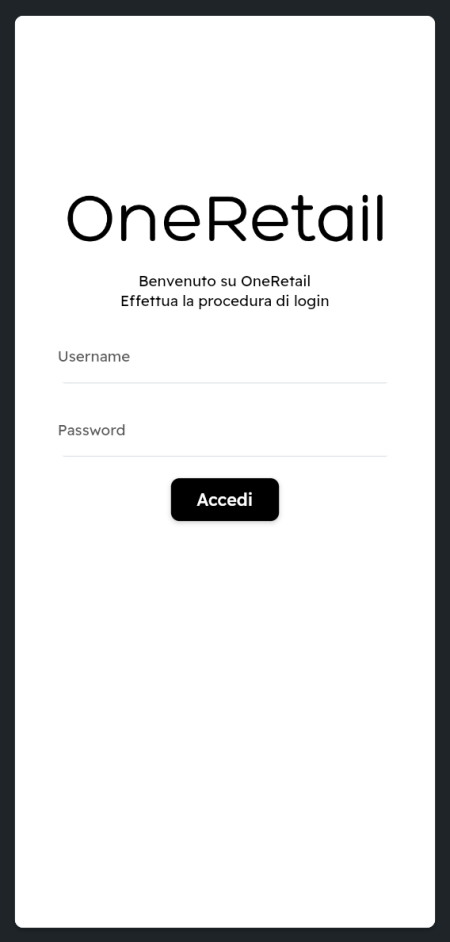 OneRetail
Benvenuto su OneRetail
Effettua la procedura di login
Username
Password
Accedi